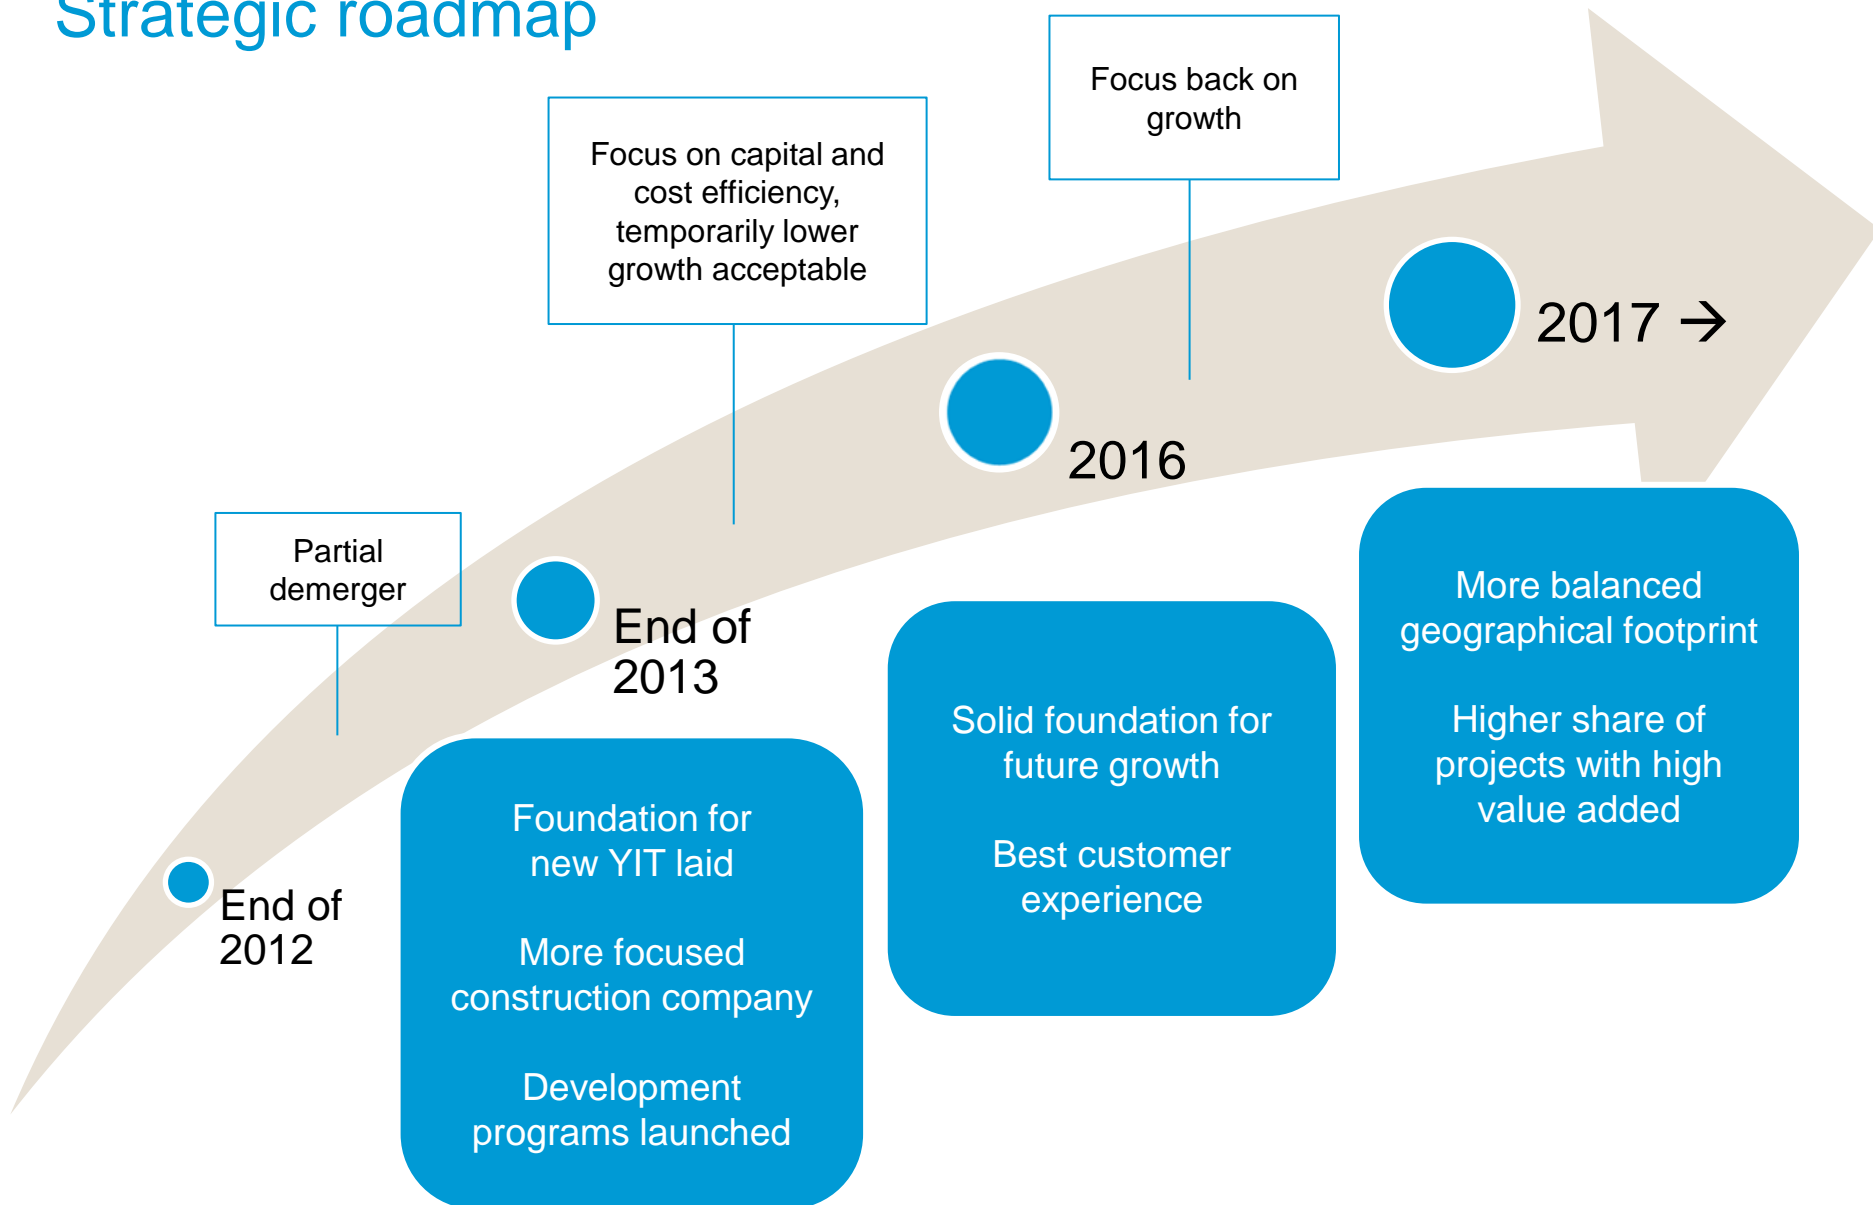 Strategic roadmap
Focus back on
growth
Focus on capital and
cost efficiency,
temporarily lower
growth acceptable
2017 →
2016
Partial
demerger
End of
2013
End of
2012
More balanced
geographical footprint
Higher share of
projects with high
value added
Solid foundation for
future growth
Best customer
experience
Foundation for
new YIT laid
More focused
construction company
Development
programs launched